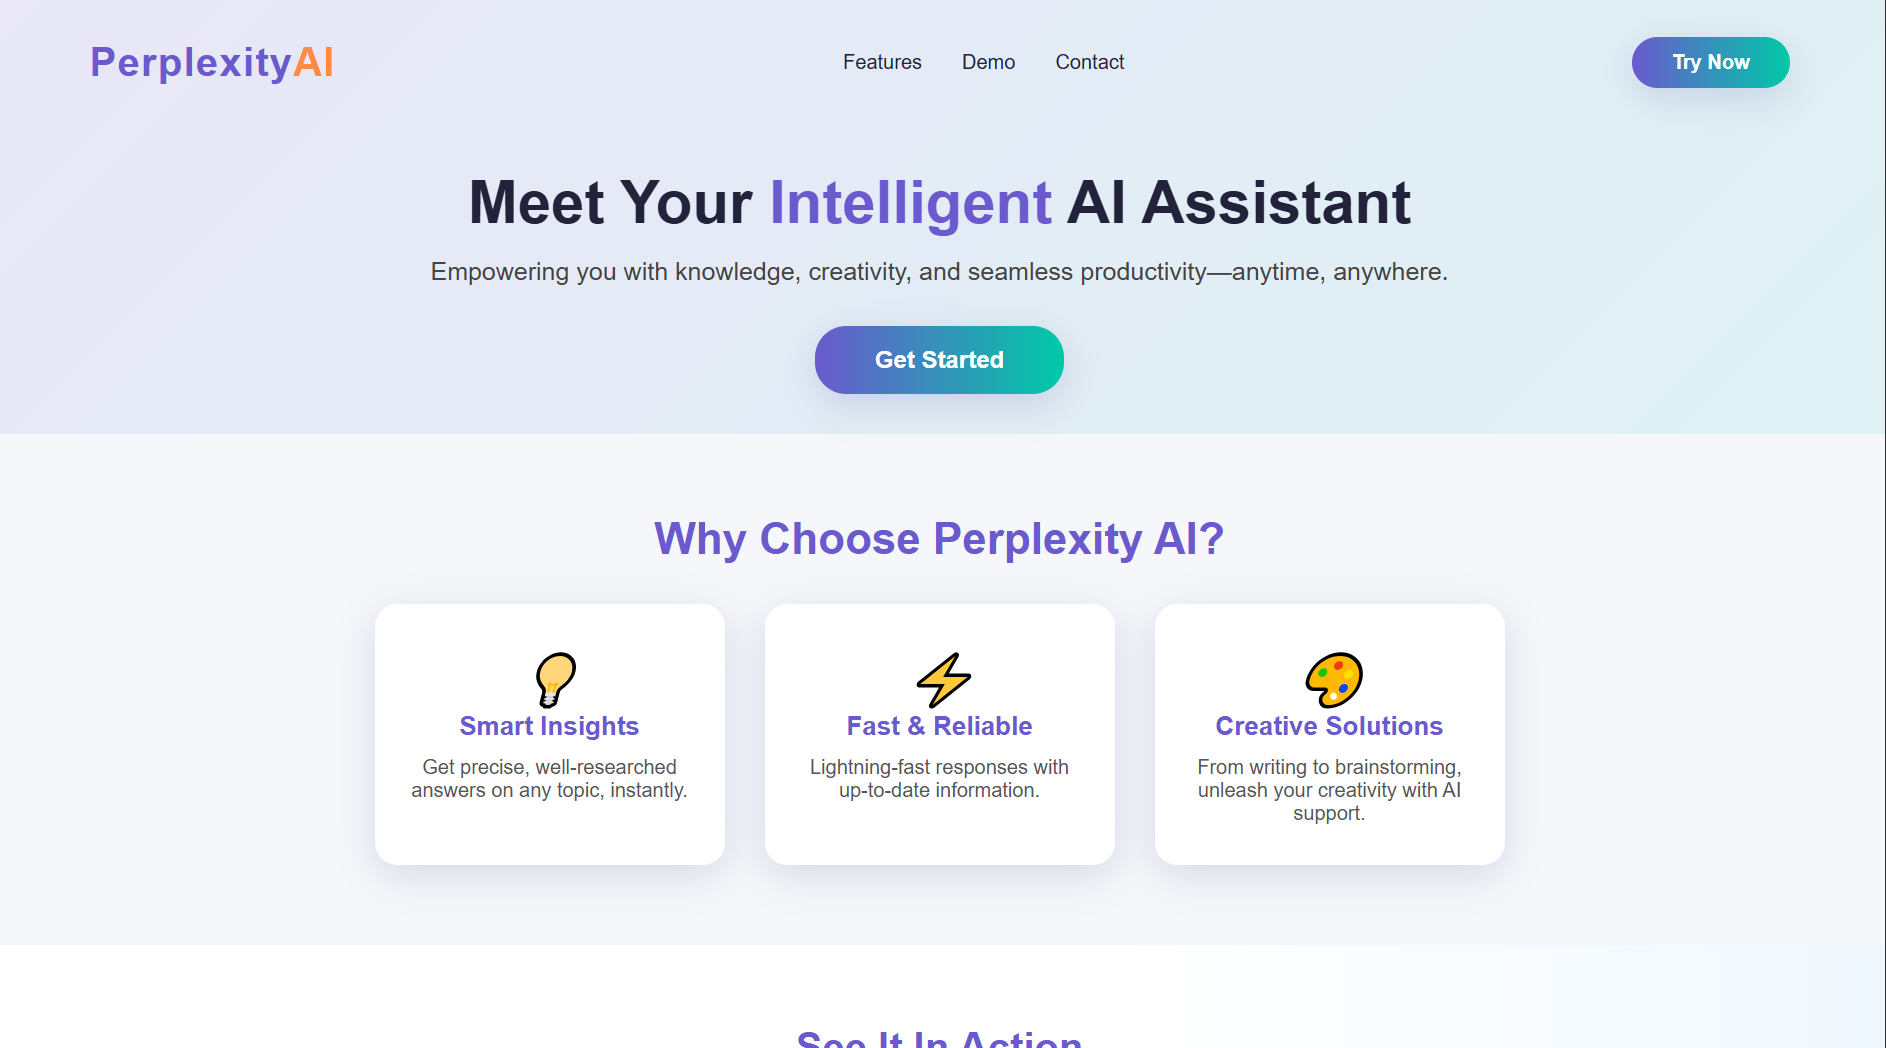 PerplexityAI
Features
Demo
Contact
Try Now
Meet Your Intelligent AI Assistant
Empowering you with knowledge, creativity, and seamless productivity—anytime, anywhere.
Get Started
Why Choose Perplexity AI?
Smart Insights
Get precise, well-researched
answers on any topic, instantly.
Fast & Reliable
Lightning-fast responses with
up-to-date information.
Creative Solutions
From writing to brainstorming,
unleash your creativity with AI
support.
See It In Action